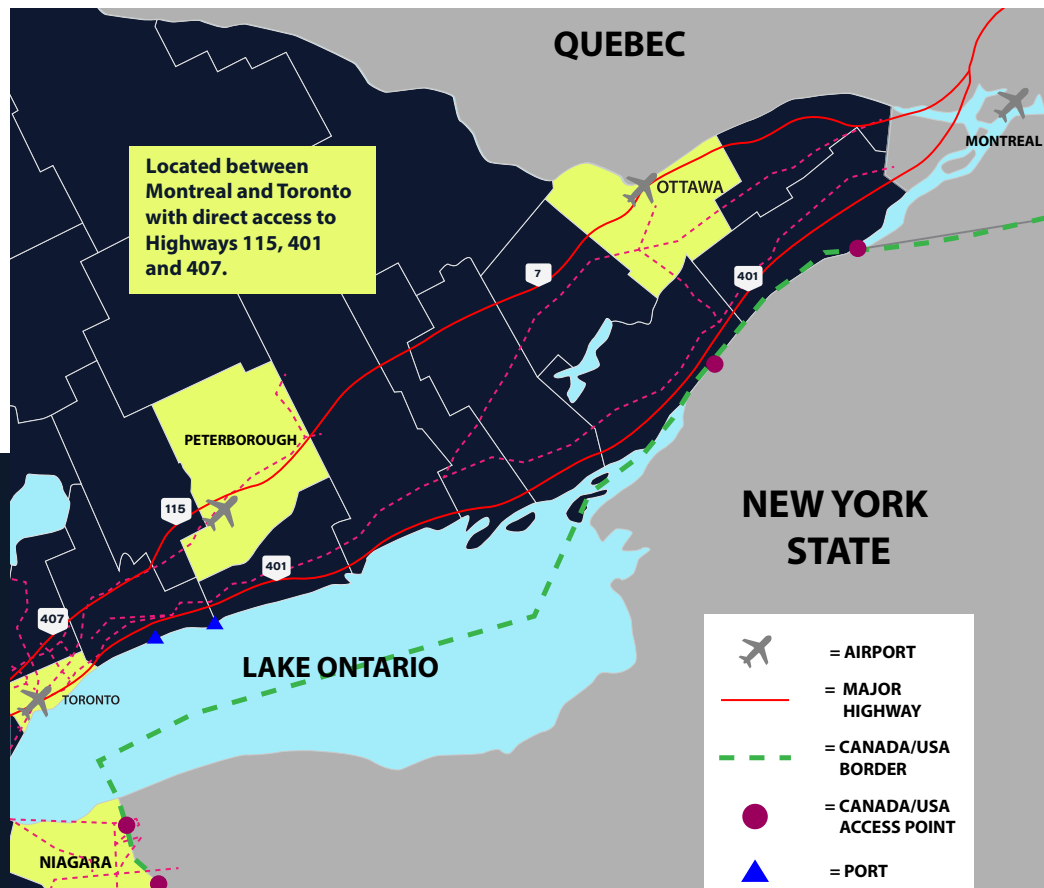 QUEBEC
MONTREAL
Located between
Montreal and Toronto
with direct access to
Highways 115, 401
and 407.
OTTAWA
7
401
PETERBOROUGH
115
NEW YORK
STATE
401
407
LAKE ONTARIO
TORONTO
NIAGARA
= AIRPORT
= MAJOR
HIGHWAY
= CANADA/USA
BORDER
= CANADA/USA
ACCESS POINT
= PORT